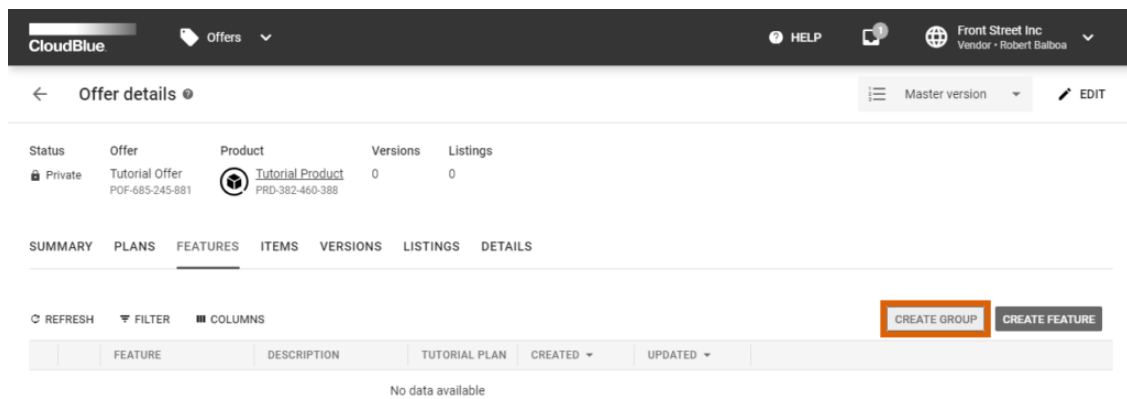 CloudBlue.
Offers
HELP
1
Front Street Inc
Vendor • Robert Balboa
Offer details
Master version
EDIT
Status Offer Product Versions Listings
Private Tutorial Offer Tutorial Product 0 0
POF-685-245-881 PRD-382-460-388
SUMMARY PLANS FEATURES ITEMS VERSIONS LISTINGS DETAILS
REFRESH FILTER COLUMNS CREATE GROUP CREATE FEATURE
FEATURE DESCRIPTION TUTORIAL PLAN CREATED UPDATED
No data available